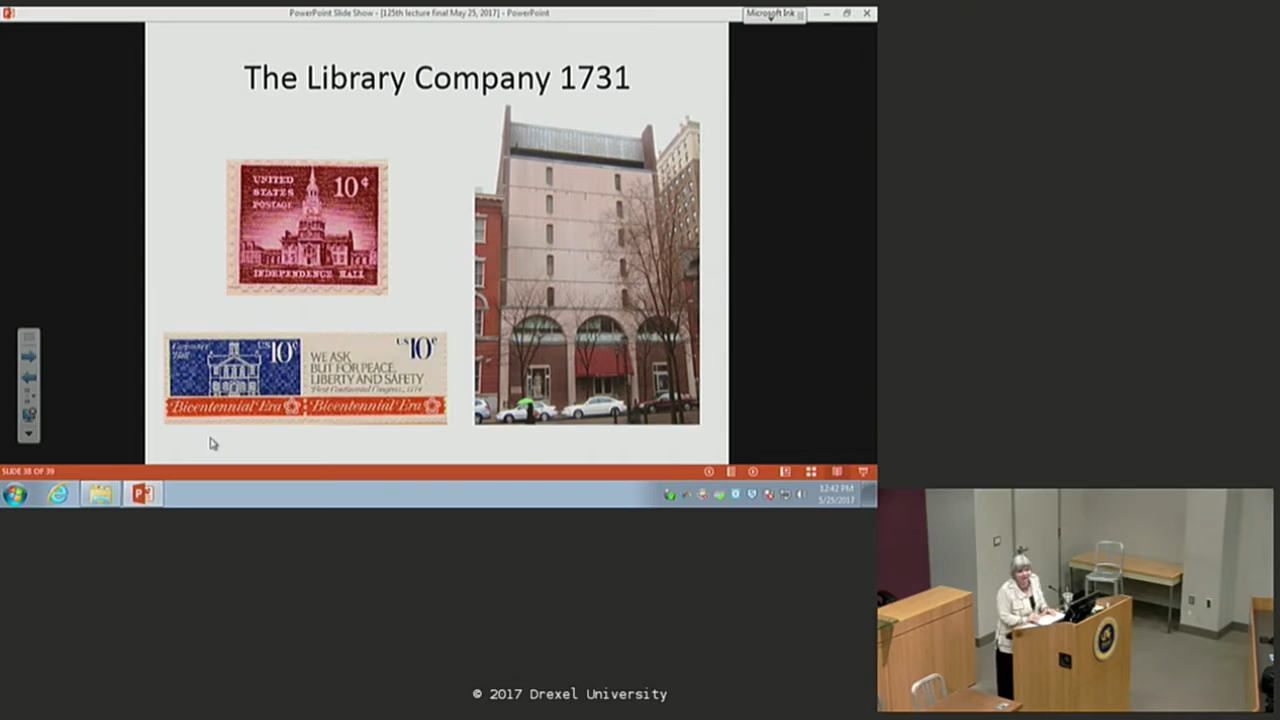 PowerPoint Slide Show - [125th lecture final May 25, 2017] - PowerPoint
Microsoft Ink
The Library Company 1731
UNITED
STATES
POSTAGE
10¢
INDEPENDENCE HALL
Carpenters'
Hall
US 10¢
WE ASK
BUT FOR PEACE,
LIBERTY AND SAFETY
First Continental Congress, 1774
US 10¢
Bicentennial Era
Bicentennial Era
SLIDE 38 OF 39
12:42 PM
5/25/2017
© 2017 Drexel University